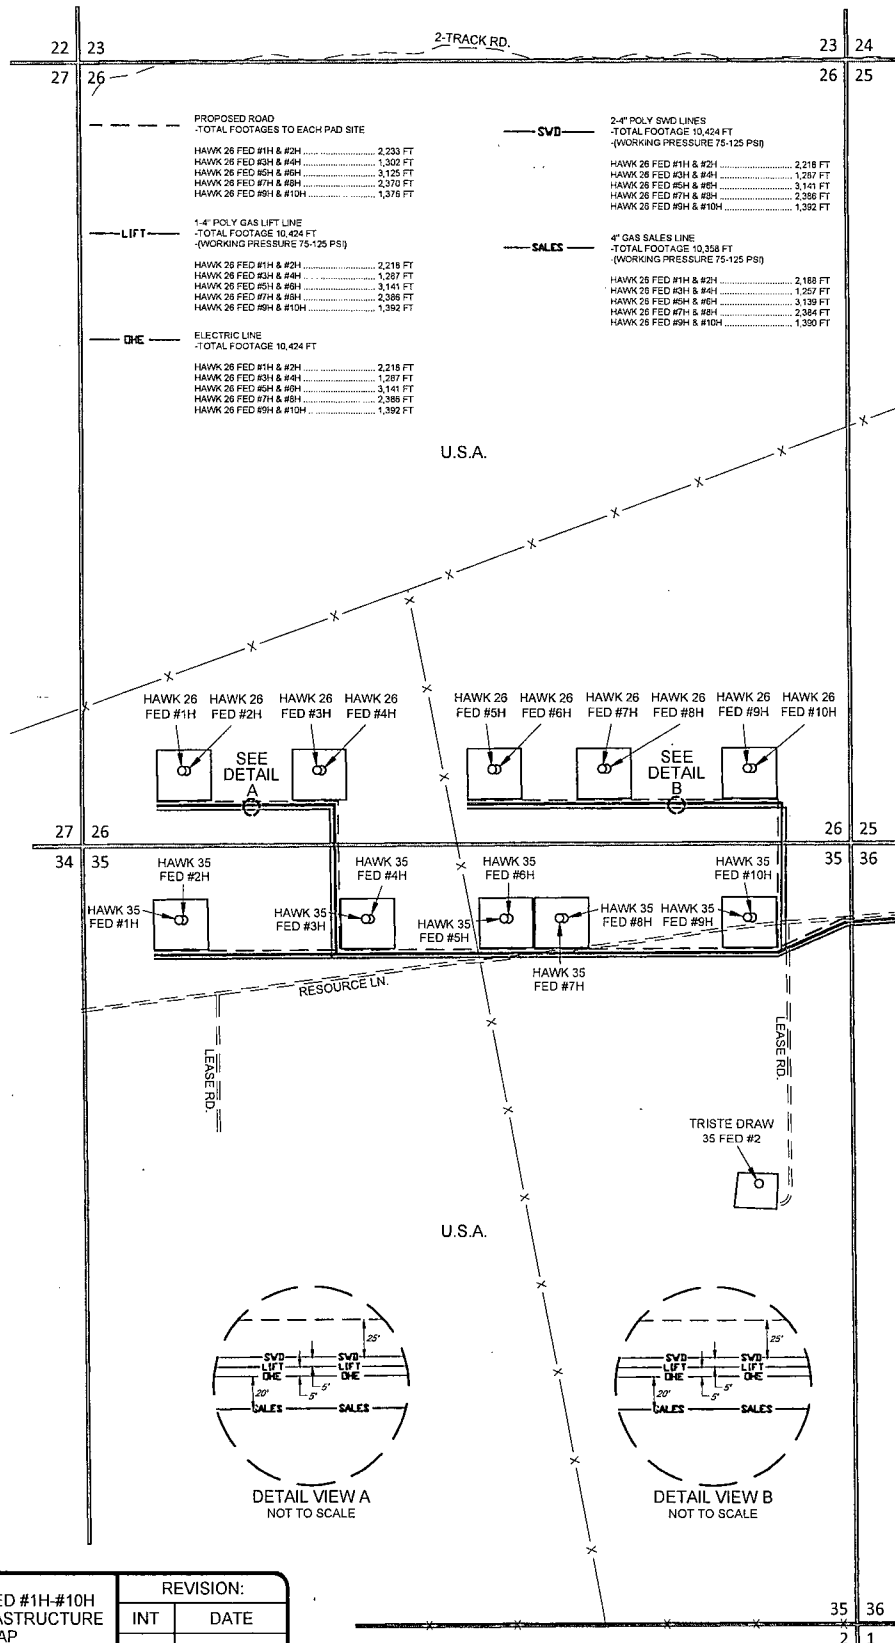 2-TRACK RD.
22 23
27 26
23 24
26 25
PROPOSED ROAD
-TOTAL FOOTAGES TO EACH PAD SITE
HAWK 26 FED #1H & #2H 2,233 FT
HAWK 26 FED #3H & #4H 1,302 FT
HAWK 26 FED #5H & #6H 3,125 FT
HAWK 26 FED #7H & #8H 2,370 FT
HAWK 26 FED #9H & #10H 1,376 FT
LIFT
1-4" POLY GAS LIFT LINE
-TOTAL FOOTAGE 10,424 FT
-(WORKING PRESSURE 75-125 PSI)
HAWK 26 FED #1H & #2H 2,218 FT
HAWK 26 FED #3H & #4H 1,287 FT
HAWK 26 FED #5H & #6H 3,141 FT
HAWK 26 FED #7H & #8H 2,386 FT
HAWK 26 FED #9H & #10H 1,392 FT
OHE
ELECTRIC LINE
-TOTAL FOOTAGE 10,424 FT
HAWK 26 FED #1H & #2H 2,218 FT
HAWK 26 FED #3H & #4H 1,287 FT
HAWK 26 FED #5H & #6H 3,141 FT
HAWK 26 FED #7H & #8H 2,386 FT
HAWK 26 FED #9H & #10H 1,392 FT
SWD
2-4" POLY SWD LINES
-TOTAL FOOTAGE 10,424 FT
-(WORKING PRESSURE 75-125 PSI)
HAWK 26 FED #1H & #2H 2,218 FT
HAWK 26 FED #3H & #4H 1,287 FT
HAWK 26 FED #5H & #6H 3,141 FT
HAWK 26 FED #7H & #8H 2,386 FT
HAWK 26 FED #9H & #10H 1,392 FT
SALES
4" GAS SALES LINE
-TOTAL FOOTAGE 10,358 FT
-(WORKING PRESSURE 75-125 PSI)
HAWK 26 FED #1H & #2H 2,188 FT
HAWK 26 FED #3H & #4H 1,257 FT
HAWK 26 FED #5H & #6H 3,139 FT
HAWK 26 FED #7H & #8H 2,384 FT
HAWK 26 FED #9H & #10H 1,390 FT
U.S.A.
HAWK 26
FED #1H
HAWK 26
FED #2H
HAWK 26
FED #3H
HAWK 26
FED #4H
HAWK 26
FED #5H
HAWK 26
FED #6H
HAWK 26
FED #7H
HAWK 26
FED #8H
HAWK 26
FED #9H
HAWK 26
FED #10H
SEE
DETAIL
A
SEE
DETAIL
B
27 26
34 35
26 25
35 36
HAWK 35
FED #2H
HAWK 35
FED #4H
HAWK 35
FED #6H
HAWK 35
FED #10H
HAWK 35
FED #1H
HAWK 35
FED #3H
HAWK 35
FED #5H
HAWK 35
FED #8H
HAWK 35
FED #9H
HAWK 35
FED #7H
RESOURCE LN.
LEASE RD.
LEASE RD.
TRISTE DRAW
35 FED #2
U.S.A.
25'
SWD SWD
LIFT LIFT
OHE OHE
20' 5' 5'
SALES SALES
DETAIL VIEW A
NOT TO SCALE
25'
SWD SWD
LIFT LIFT
OHE OHE
20' 5' 5'
SALES SALES
DETAIL VIEW B
NOT TO SCALE
ED #1H-#10H
ASTRUCTURE
AP
REVISION:
INT DATE
35 36
2 1